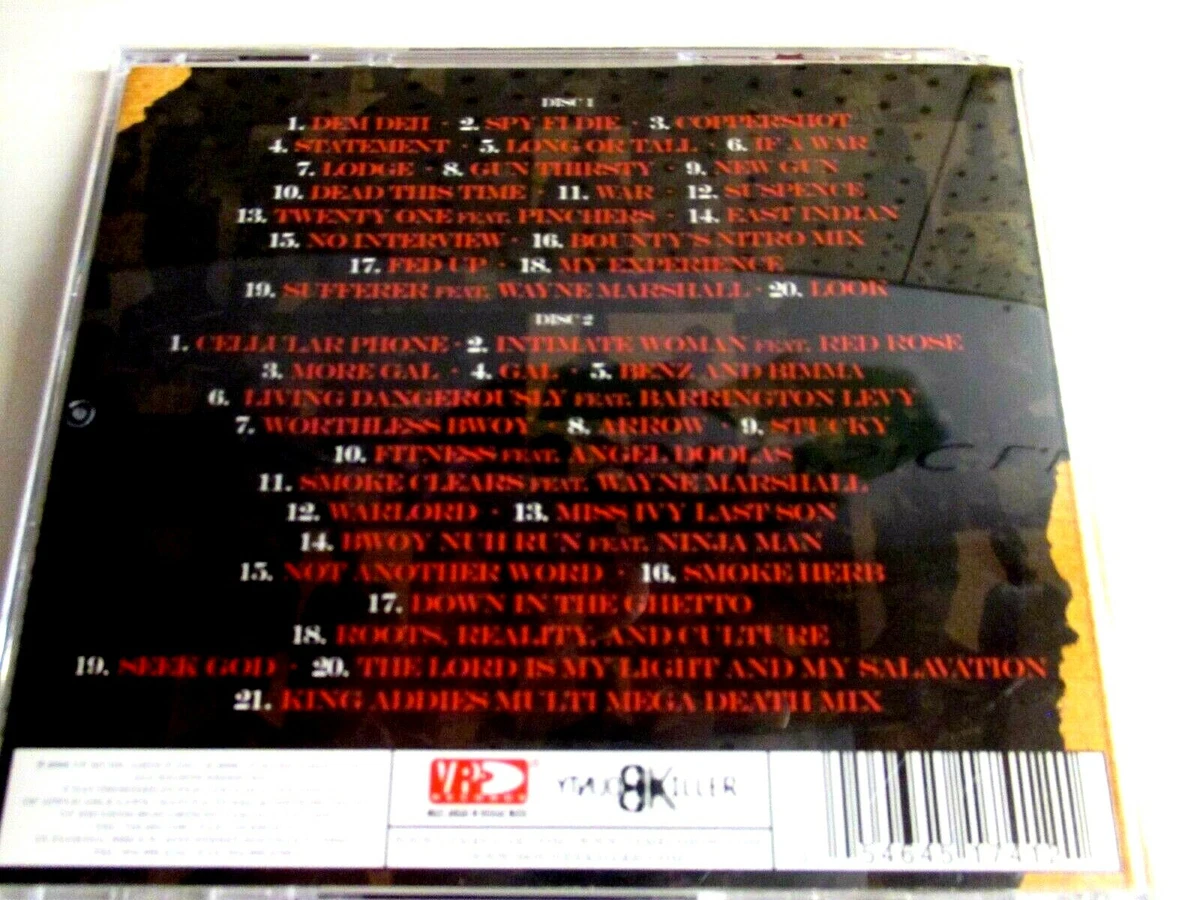 DISC 1
1. DEM DEH · 2. SPY FI DIE · 3. COPPERSHOT
4. STATEMENT · 5. LONG OR TALL · 6. IF A WAR
7. LODGE · 8. GUN THIRSTY · 9. NEW GUN
10. DEAD THIS TIME · 11. WAR · 12. SUSPENCE
13. TWENTY ONE FEAT. PINCHERS · 14. EAST INDIAN
15. NO INTERVIEW · 16. BOUNTY'S NITRO MIX
17. FED UP · 18. MY EXPERIENCE
19. SUFFERER FEAT. WAYNE MARSHALL · 20. LOOK
DISC 2
1. CELLULAR PHONE · 2. INTIMATE WOMAN FEAT. RED ROSE
3. MORE GAL · 4. GAL · 5. BENZ AND BIMMA
6. LIVING DANGEROUSLY FEAT. BARRINGTON LEVY
7. WORTHLESS BWOY · 8. ARROW · 9. STUCKY
10. FITNESS FEAT. ANGEL DOOLAS
11. SMOKE CLEARS FEAT. WAYNE MARSHALL
12. WARLORD · 13. MISS IVY LAST SON
14. BWOY NUH RUN FEAT. NINJA MAN
15. NOT ANOTHER WORD · 16. SMOKE HERB
17. DOWN IN THE GHETTO
18. ROOTS, REALITY, AND CULTURE
19. SEEK GOD · 20. THE LORD IS MY LIGHT AND MY SALAVATION
21. KING ADDIES MULTI MEGA DEATH MIX
VP RECORDS
KILLER
54645 17412